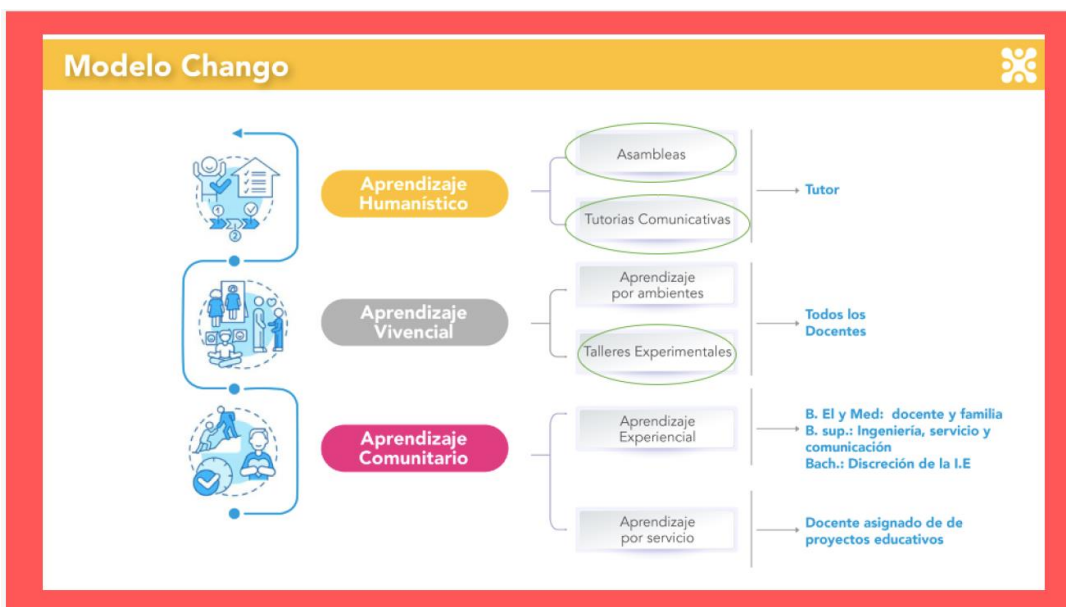 Modelo Chango
Aprendizaje
Humanístico
Asambleas
Tutorias Comunicativas
Tutor
1
2
Aprendizaje
Vivencial
Aprendizaje
por ambientes
Talleres Experimentales
Todos los
Docentes
Aprendizaje
Comunitario
Aprendizaje
Experiencial
B. El y Med: docente y familia
B. sup.: Ingeniería, servicio y
comunicación
Bach.: Discreción de la I.E
Aprendizaje
por servicio
Docente asignado de de
proyectos educativos